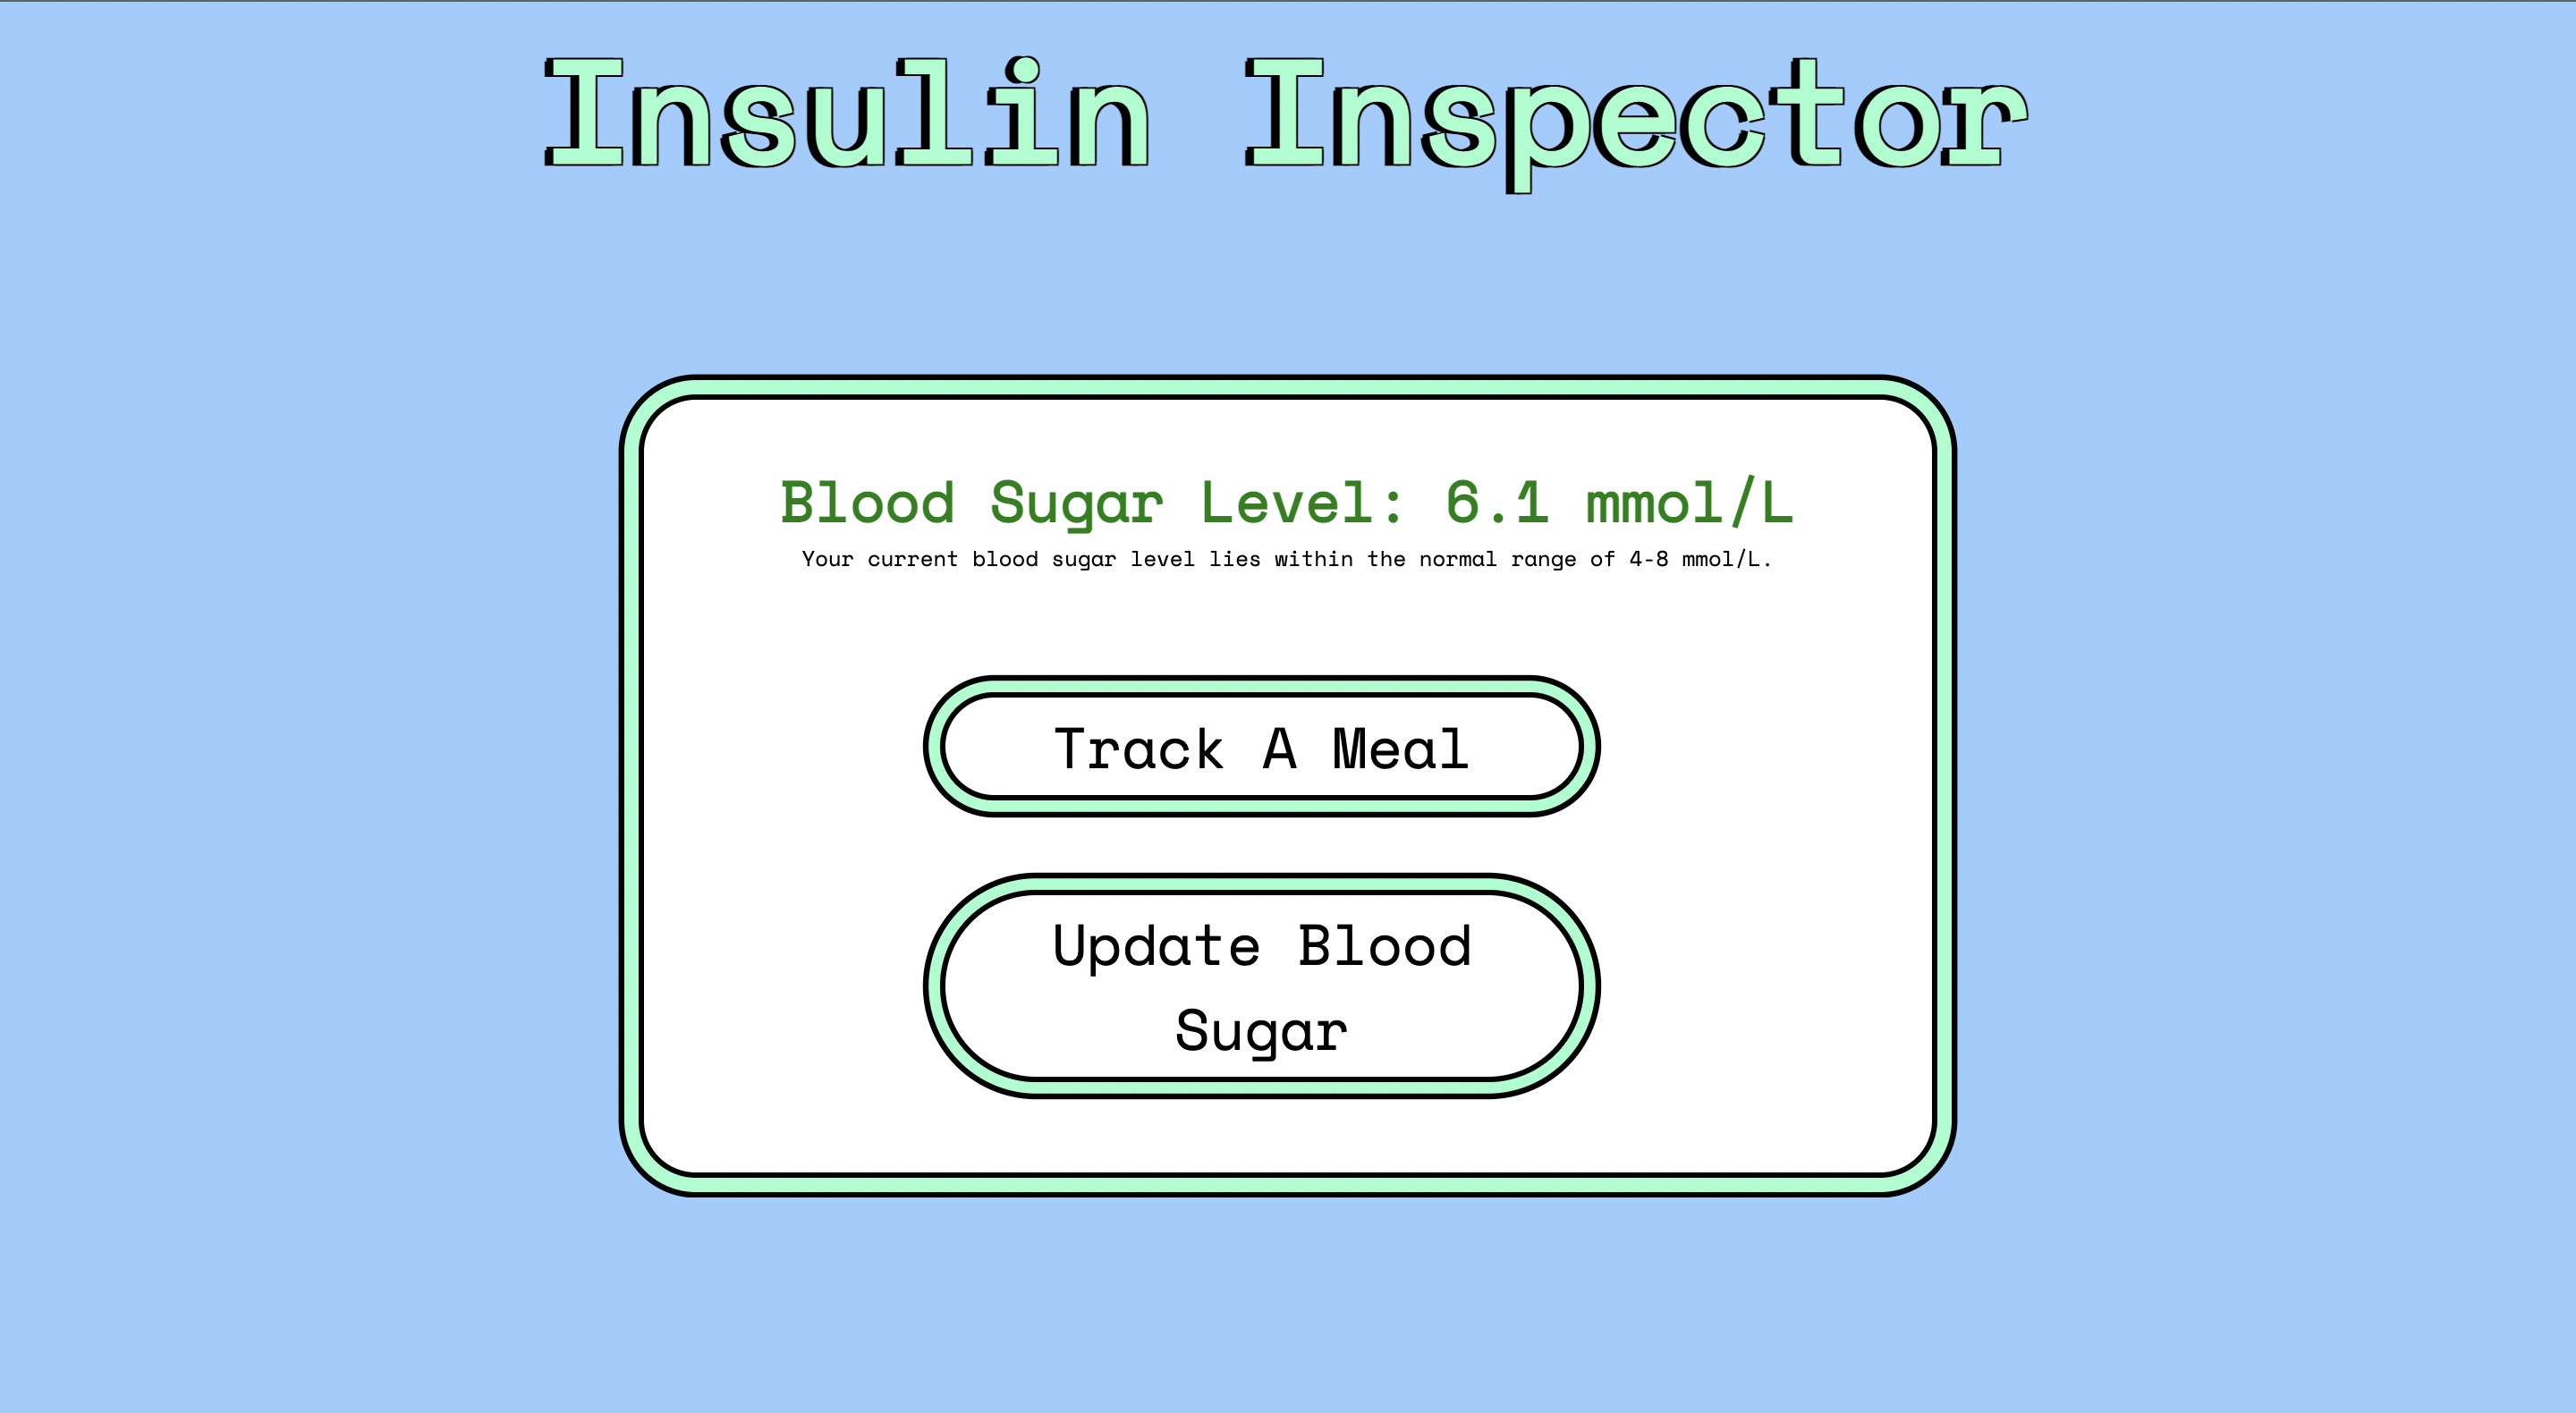 Insulin Inspector
Blood Sugar Level: 6.1 mmol/L
Your current blood sugar level lies within the normal range of 4-8 mmol/L.
Track A Meal
Update Blood
Sugar